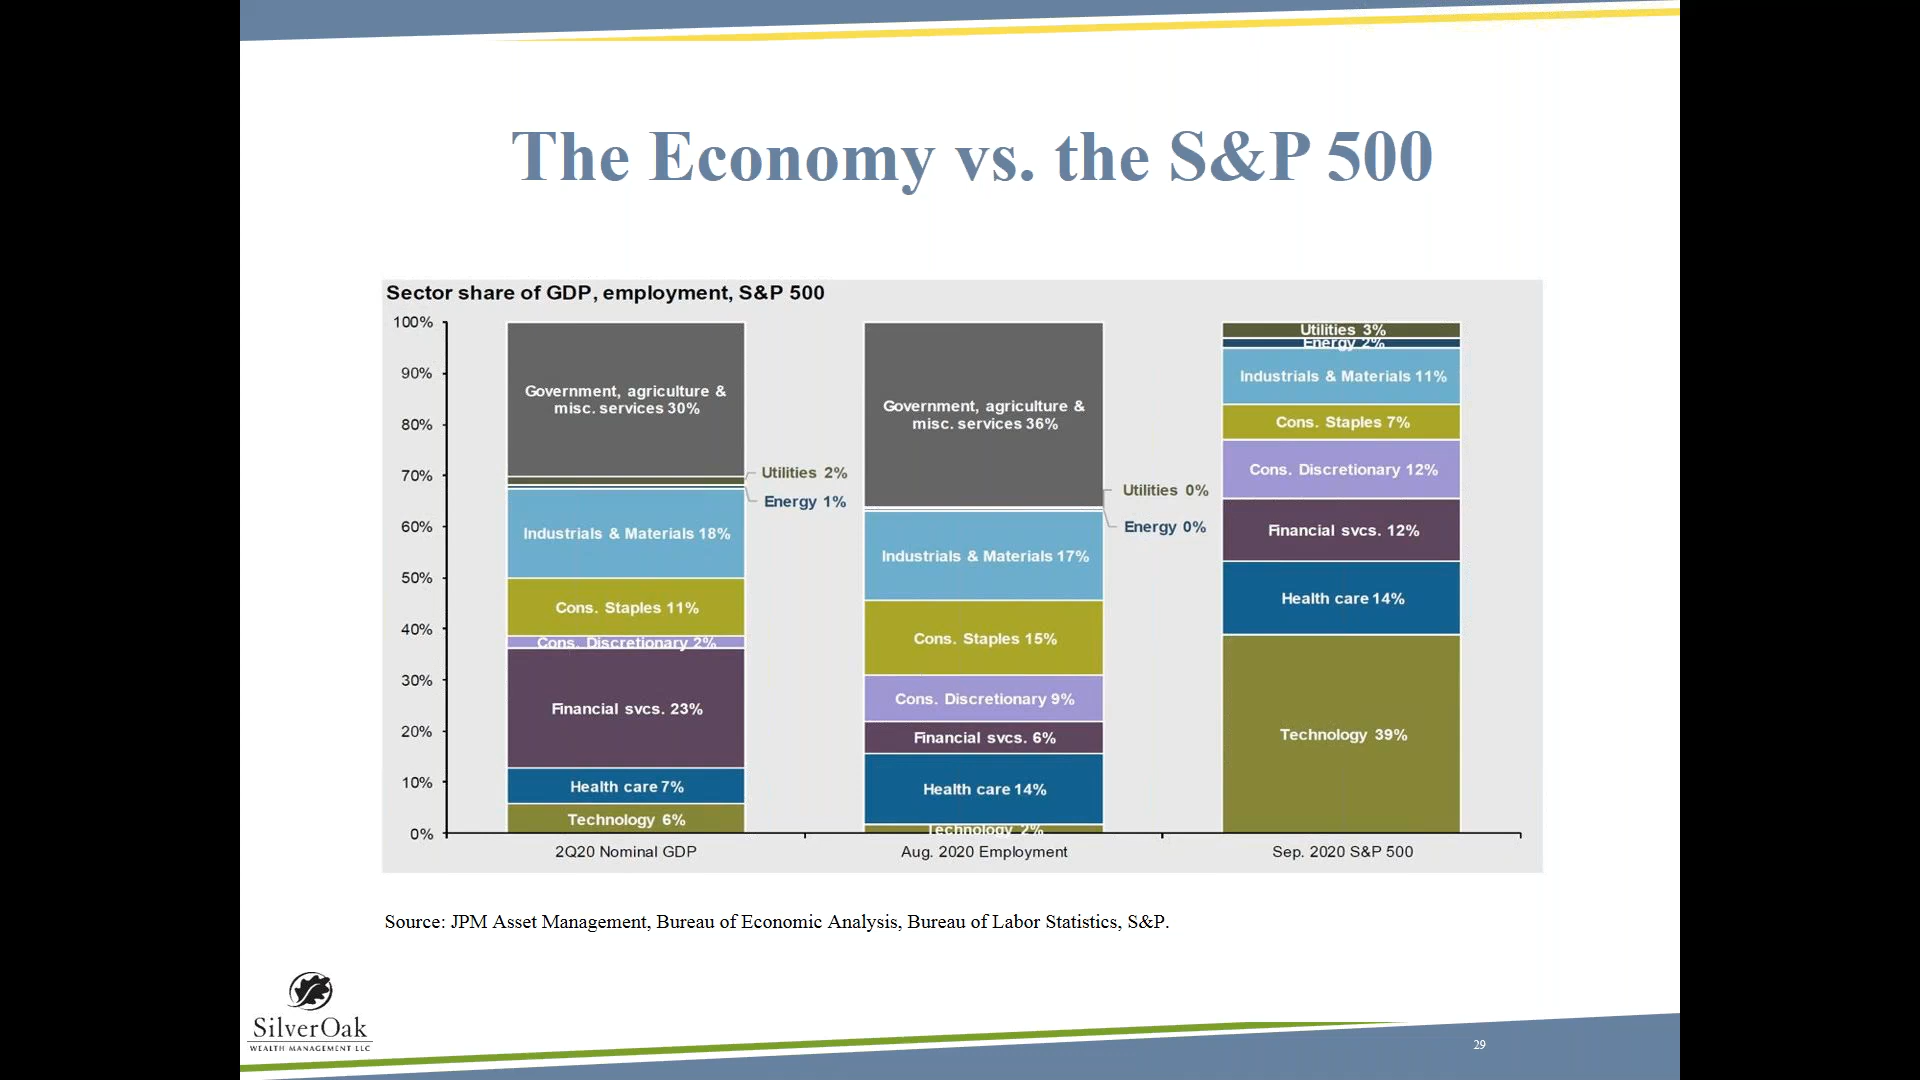 The Economy vs. the S&P 500
Sector share of GDP, employment, S&P 500
100%
90%
80%
70%
60%
50%
40%
30%
20%
10%
0%
Government, agriculture &
misc. services 30%
Utilities 2%
Energy 1%
Industrials & Materials 18%
Cons. Staples 11%
Cons. Discretionary 2%
Financial svcs. 23%
Health care 7%
Technology 6%
2Q20 Nominal GDP
Government, agriculture &
misc. services 36%
Utilities 0%
Energy 0%
Industrials & Materials 17%
Cons. Staples 15%
Cons. Discretionary 9%
Financial svcs. 6%
Health care 14%
Technology 2%
Aug. 2020 Employment
Utilities 3%
Energy 2%
Industrials & Materials 11%
Cons. Staples 7%
Cons. Discretionary 12%
Financial svcs. 12%
Health care 14%
Technology 39%
Sep. 2020 S&P 500
Source: JPM Asset Management, Bureau of Economic Analysis, Bureau of Labor Statistics, S&P.
SilverOak
WEALTH MANAGEMENT LLC
29